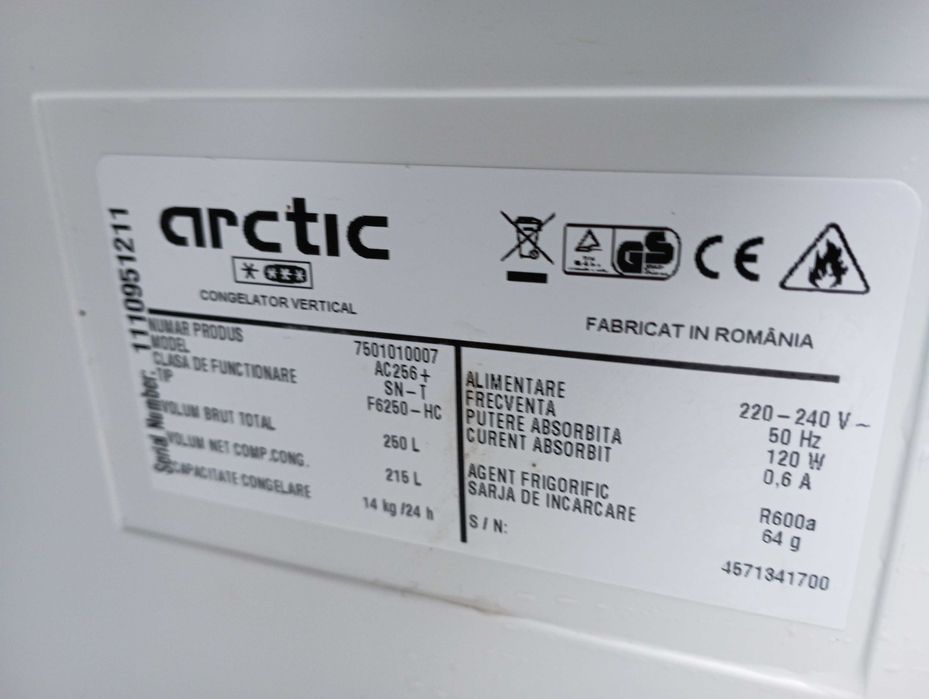 arctic
CONGELATOR VERTICAL
FABRICAT IN ROMÂNIA
Serial Number: 1110951211
NUMAR PRODUS 7501010007
MODEL AC256+
CLASA DE FUNCTIONARE SN-T
TIP F6250-HC
VOLUM BRUT TOTAL 250 L
VOLUM NET COMP.CONG. 215 L
CAPACITATE CONGELARE 14 kg/24 h
ALIMENTARE 220-240 V~
FRECVENTA 50 Hz
PUTERE ABSORBITA 120 W
CURENT ABSORBIT 0,6 A
AGENT FRIGORIFIC R600a
SARJA DE INCARCARE 64 g
S/N: 4571341700
GS
CE